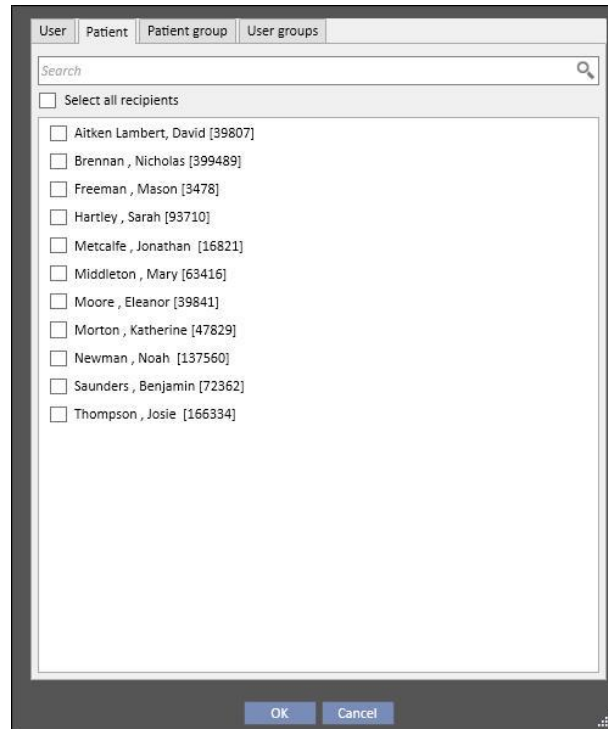 User Patient Patient group User groups
Search
Select all recipients
Aitken Lambert, David [39807]
Brennan , Nicholas [399489]
Freeman , Mason [3478]
Hartley , Sarah [93710]
Metcalfe , Jonathan [16821]
Middleton , Mary [63416]
Moore , Eleanor [39841]
Morton , Katherine [47829]
Newman , Noah [137560]
Saunders , Benjamin [72362]
Thompson , Josie [166334]
OK Cancel